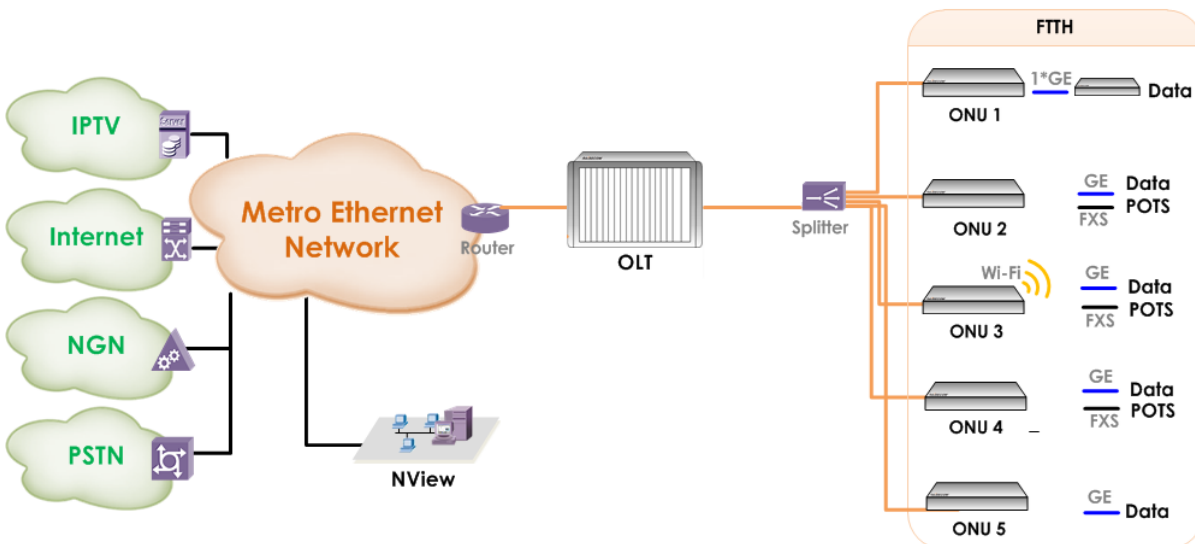 FTTH
IPTV
Server
Internet
NGN
PSTN
Metro Ethernet
Network
Router
NView
OLT
Splitter
ONU 1
1*GE
Data
ONU 2
GE
Data
POTS
FXS
Wi-Fi
ONU 3
GE
Data
POTS
FXS
ONU 4
GE
Data
POTS
FXS
ONU 5
GE
Data